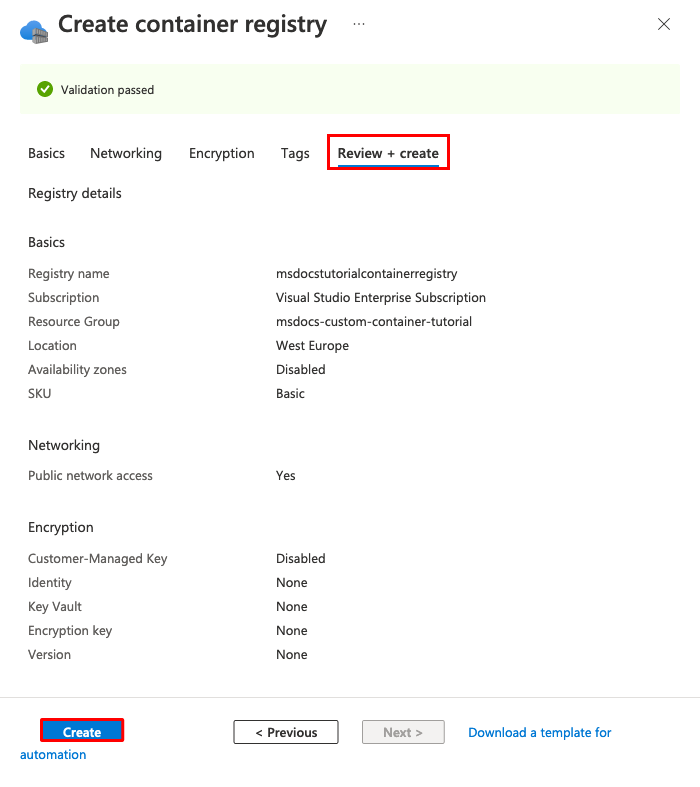 Create container registry ...
Validation passed
Basics Networking Encryption Tags Review + create
Registry details
Basics
Registry name msdocstutorialcontainerregistry
Subscription Visual Studio Enterprise Subscription
Resource Group msdocs-custom-container-tutorial
Location West Europe
Availability zones Disabled
SKU Basic
Networking
Public network access Yes
Encryption
Customer-Managed Key Disabled
Identity None
Key Vault None
Encryption key None
Version None
Create < Previous Next > Download a template for
automation